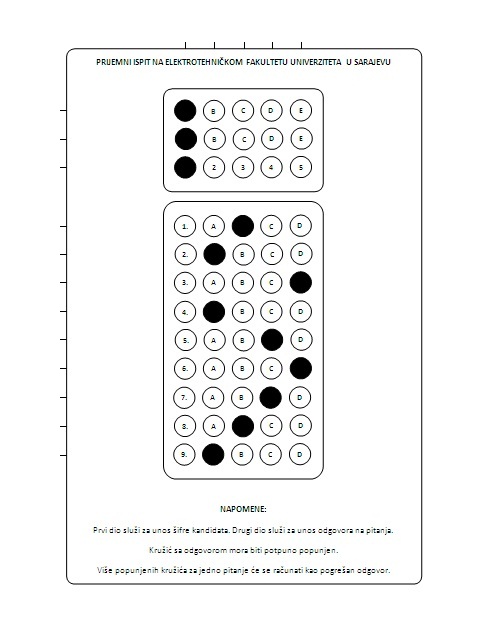 PRIJEMNI ISPIT NA ELEKTROTEHNIČKOM FAKULTETU UNIVERZITETA U SARAJEVU
B C D E
B C D E
2 3 4 5
1. A C D
2. B C D
3. A B C
4. B C D
5. A B D
6. A B C
7. A B D
8. A C D
9. B C D
NAPOMENE:
Prvi dio služi za unos šifre kandidata. Drugi dio služi za unos odgovora na pitanja.
Kružić sa odgovorom mora biti potpuno popunjen.
Više popunjenih kružića za jedno pitanje će se računati kao pogrešan odgovor.